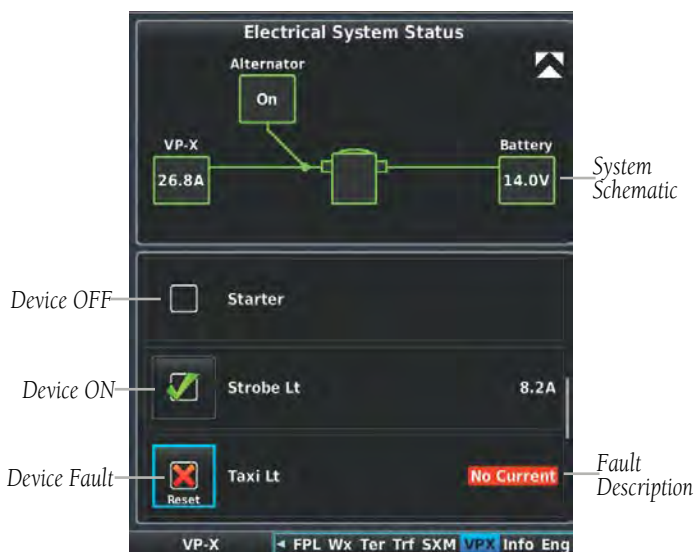 Electrical System Status
Alternator
On
VP-X
Battery
26.8A
14.0V
System
Schematic
Device OFF
Starter
Device ON
Strobe Lt
8.2A
Device Fault
Reset
Taxi Lt
No Current
Fault
Description
VP-X
FPL Wx Ter Trf SXM VPX Info Eng